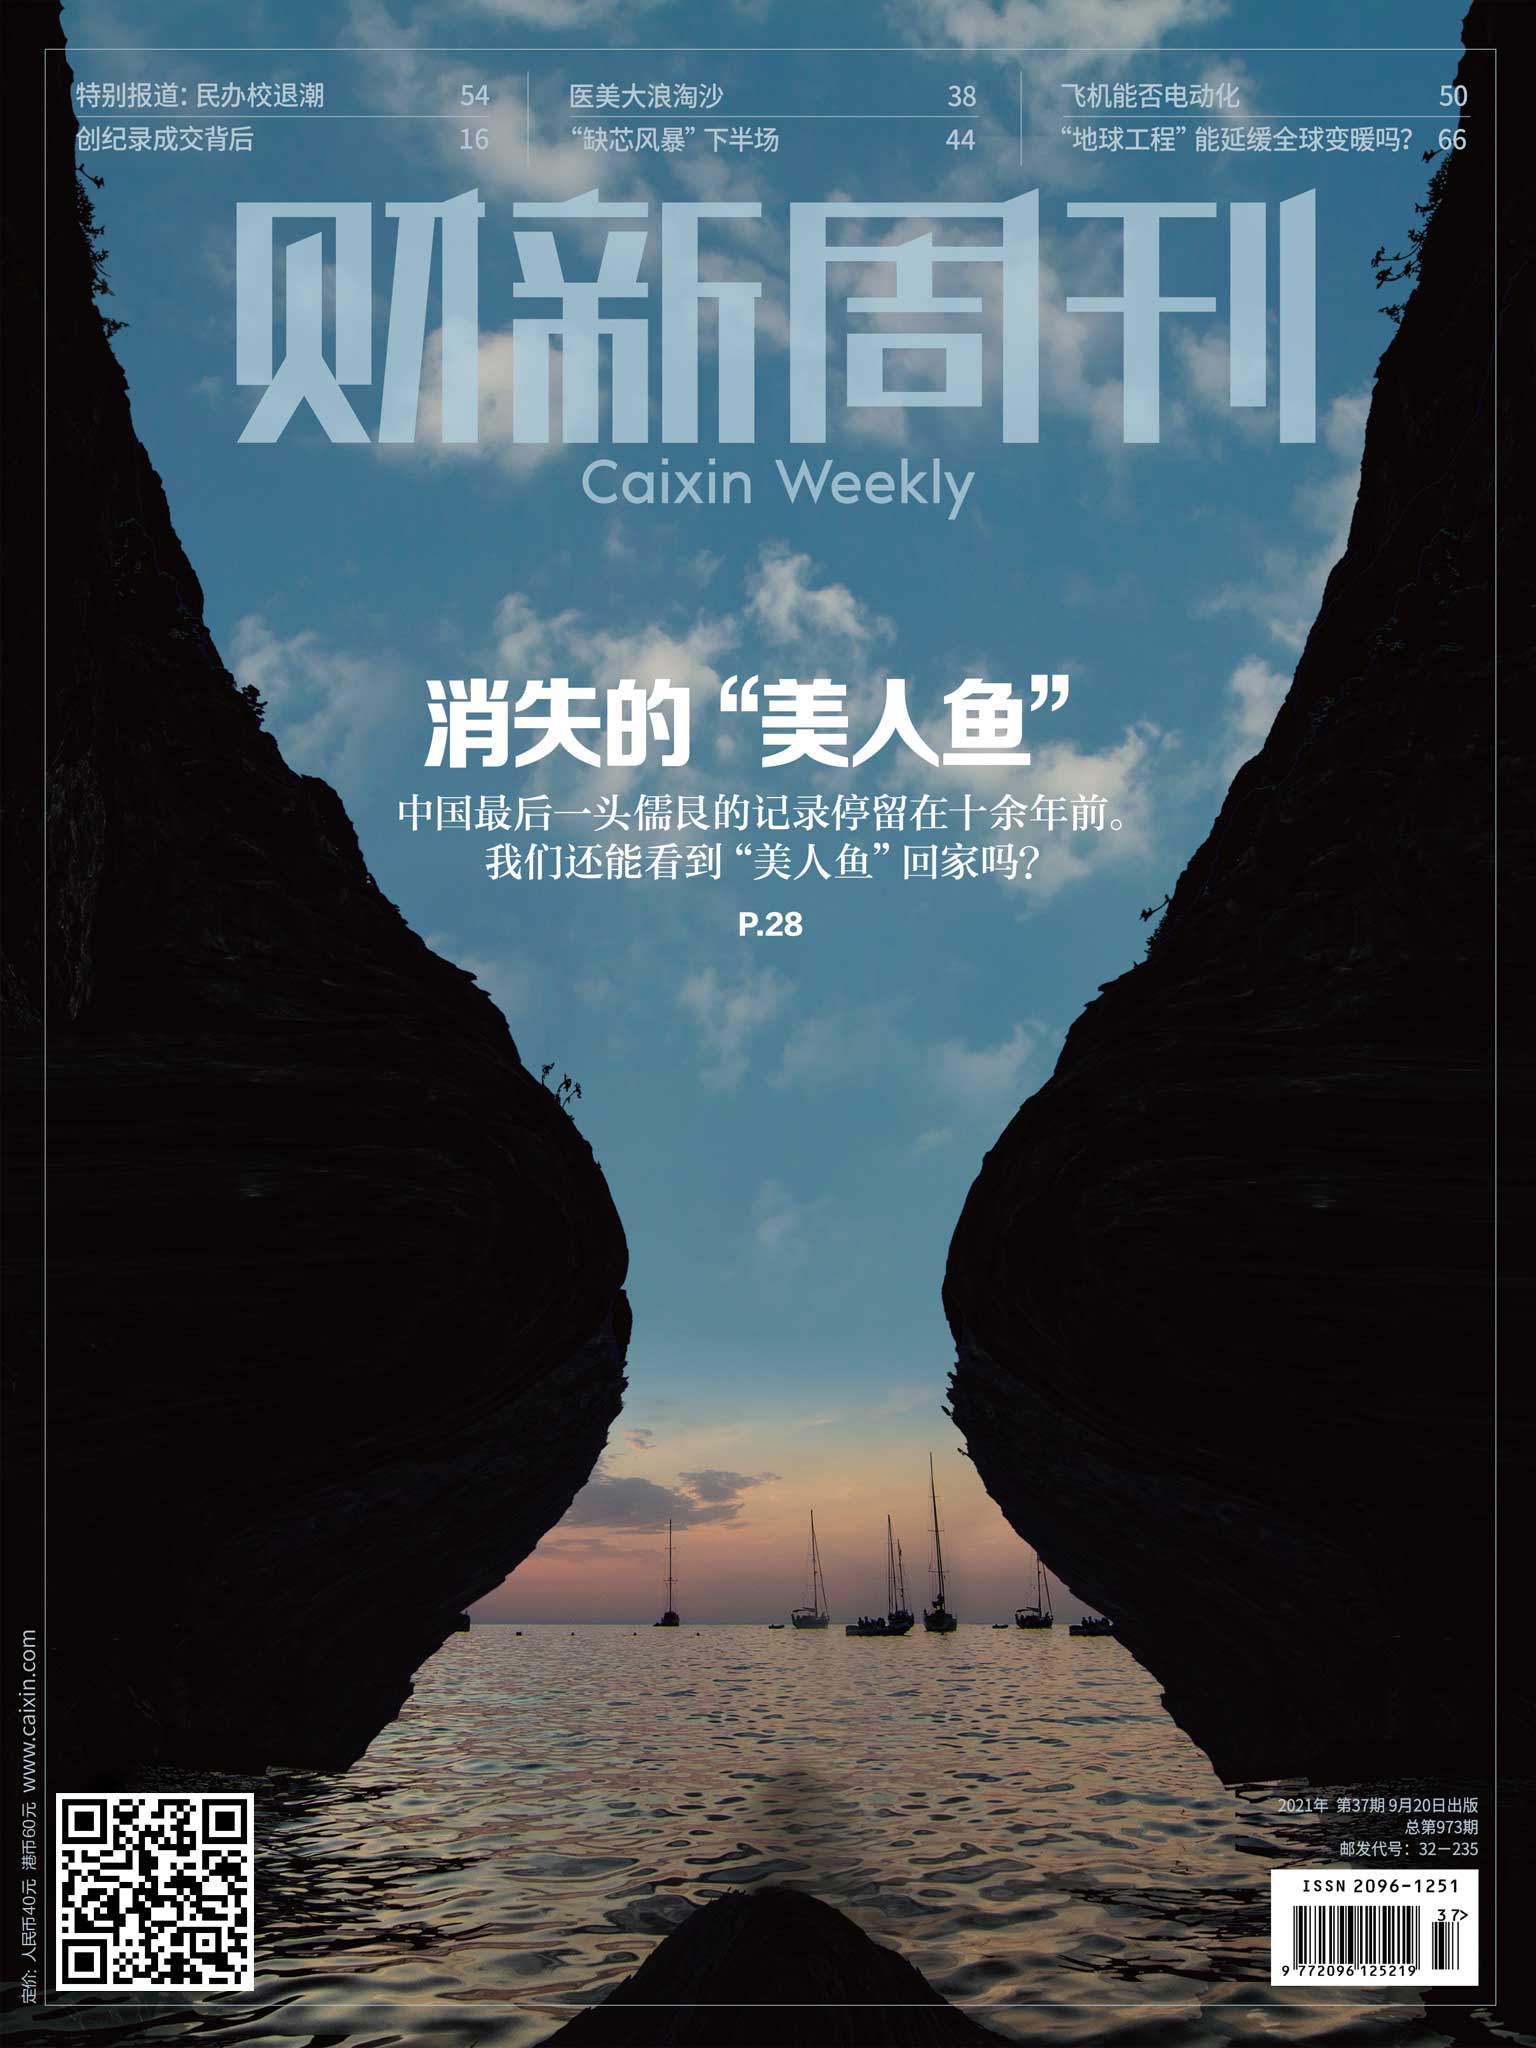 特别报道：民办校退潮 54
创纪录成交背后 16
医美大浪淘沙 38
“缺芯风暴”下半场 44
飞机能否电动化 50
“地球工程”能延缓全球变暖吗？ 66
财新周刊
Caixin Weekly
消失的“美人鱼”
中国最后一头儒艮的记录停留在十余年前。
我们还能看到“美人鱼”回家吗？
P.28
定价：人民币40元 港币60元 www.caixin.com
2021年 第37期 9月20日出版
总第973期
邮发代号：32－235
ISSN 2096-1251
37>
9 772096 125219